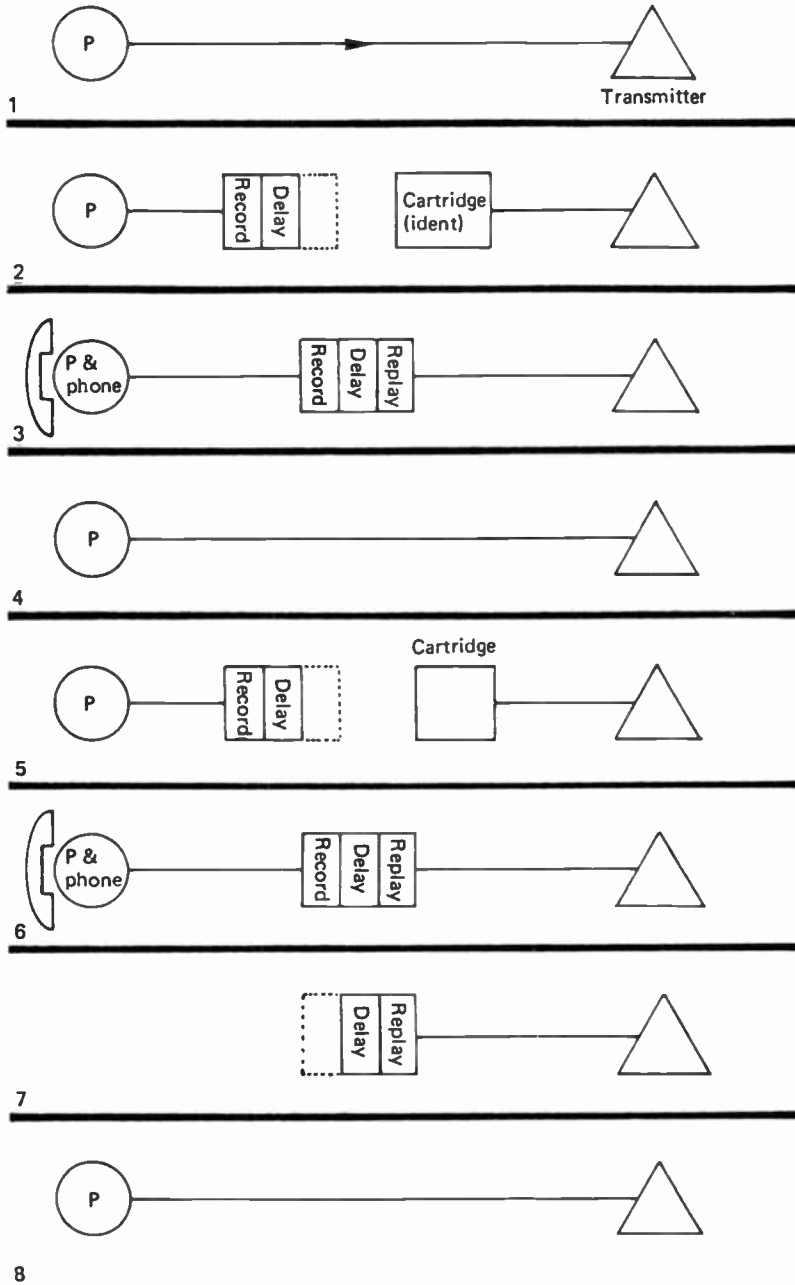 P
Transmitter
1
P
Record
Delay
Cartridge
(ident)
2
P &
phone
Record
Delay
Replay
3
P
4
Cartridge
P
Record
Delay
5
P &
phone
Record
Delay
Replay
6
Delay
Replay
7
P
8